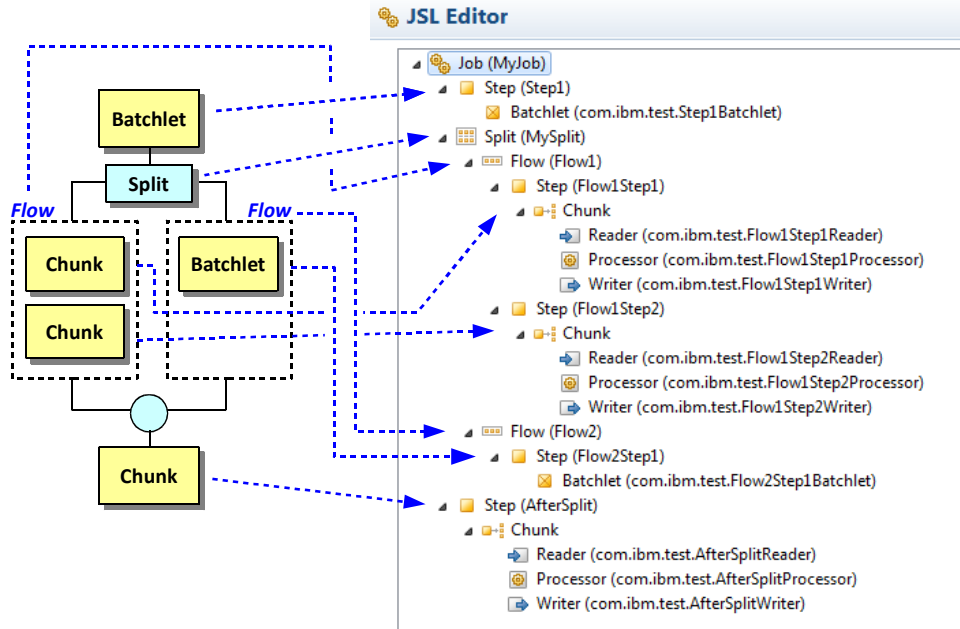 JSL Editor
Batchlet
Split
Flow
Flow
Chunk
Batchlet
Chunk
Chunk
Job (MyJob)
Step (Step1)
Batchlet (com.ibm.test.Step1Batchlet)
Split (MySplit)
Flow (Flow1)
Step (Flow1Step1)
Chunk
Reader (com.ibm.test.Flow1Step1Reader)
Processor (com.ibm.test.Flow1Step1Processor)
Writer (com.ibm.test.Flow1Step1Writer)
Step (Flow1Step2)
Chunk
Reader (com.ibm.test.Flow1Step2Reader)
Processor (com.ibm.test.Flow1Step2Processor)
Writer (com.ibm.test.Flow1Step2Writer)
Flow (Flow2)
Step (Flow2Step1)
Batchlet (com.ibm.test.Flow2Step1Batchlet)
Step (AfterSplit)
Chunk
Reader (com.ibm.test.AfterSplitReader)
Processor (com.ibm.test.AfterSplitProcessor)
Writer (com.ibm.test.AfterSplitWriter)